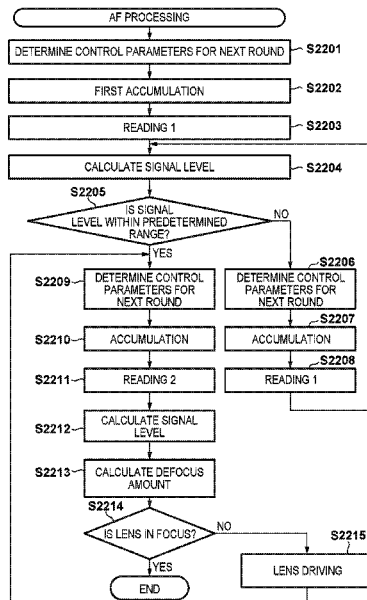 AF PROCESSING
DETERMINE CONTROL PARAMETERS FOR NEXT ROUND
S2201
FIRST ACCUMULATION
S2202
READING 1
S2203
CALCULATE SIGNAL LEVEL
S2204
S2205
IS SIGNAL
LEVEL WITHIN PREDETERMINED
RANGE?
NO
YES
S2206
DETERMINE CONTROL
PARAMETERS FOR
NEXT ROUND
S2207
ACCUMULATION
S2208
READING 1
S2209
DETERMINE CONTROL
PARAMETERS FOR
NEXT ROUND
S2210
ACCUMULATION
S2211
READING 2
S2212
CALCULATE SIGNAL
LEVEL
S2213
CALCULATE DEFOCUS
AMOUNT
S2214
IS LENS IN FOCUS?
NO
YES
S2215
LENS DRIVING
END